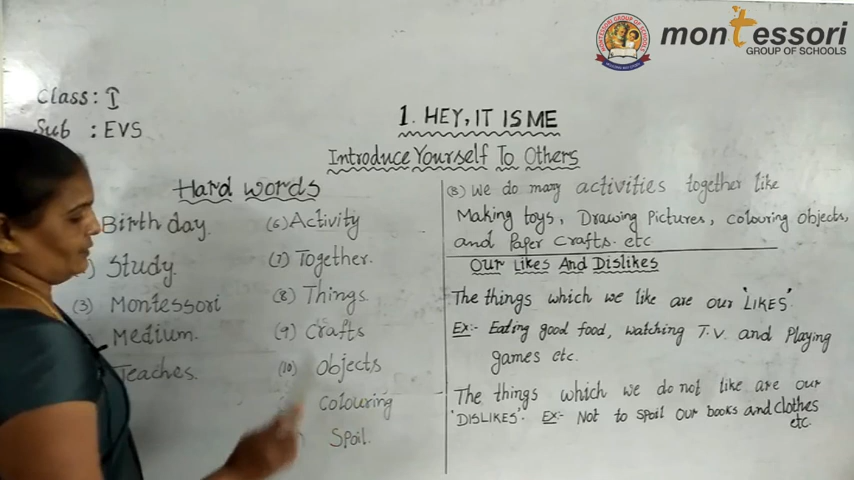 montessori
GROUP OF SCHOOLS
Class: I
Sub : EVS
1. HEY, IT IS ME
Introduce Yourself To Others
Hard words
Birthday.
Study.
(3) Montessori
Medium.
Teaches.
(6) Activity
(7) Together.
(8) Things.
(9) Crafts
(10) Objects
Colouring
Spoil.
(8) We do many activities together like
Making toys, Drawing Pictures, colouring objects,
and Paper Crafts. etc
Our Likes And Dislikes
The things which we like are our 'LIKES'.
Ex:- Eating good food, watching T.V. and Playing
games etc.
The things which we do not like are our
'DISLIKES'. Ex:- Not to spoil our books and clothes
etc.